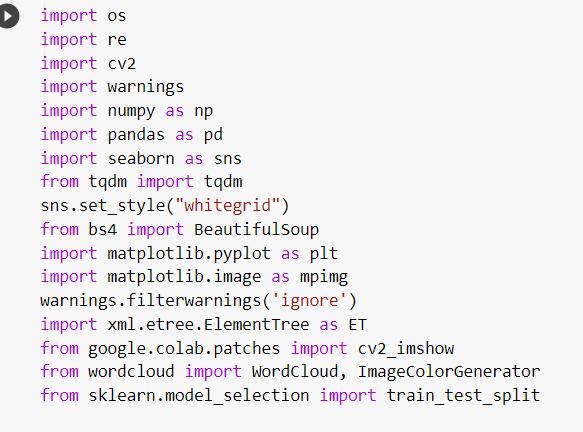 import os
import re
import cv2
import warnings
import numpy as np
import pandas as pd
import seaborn as sns
from tqdm import tqdm
sns.set_style("whitegrid")
from bs4 import BeautifulSoup
import matplotlib.pyplot as plt
import matplotlib.image as mpimg
warnings.filterwarnings('ignore')
import xml.etree.ElementTree as ET
from google.colab.patches import cv2_imshow
from wordcloud import WordCloud, ImageColorGenerator
from sklearn.model_selection import train_test_split